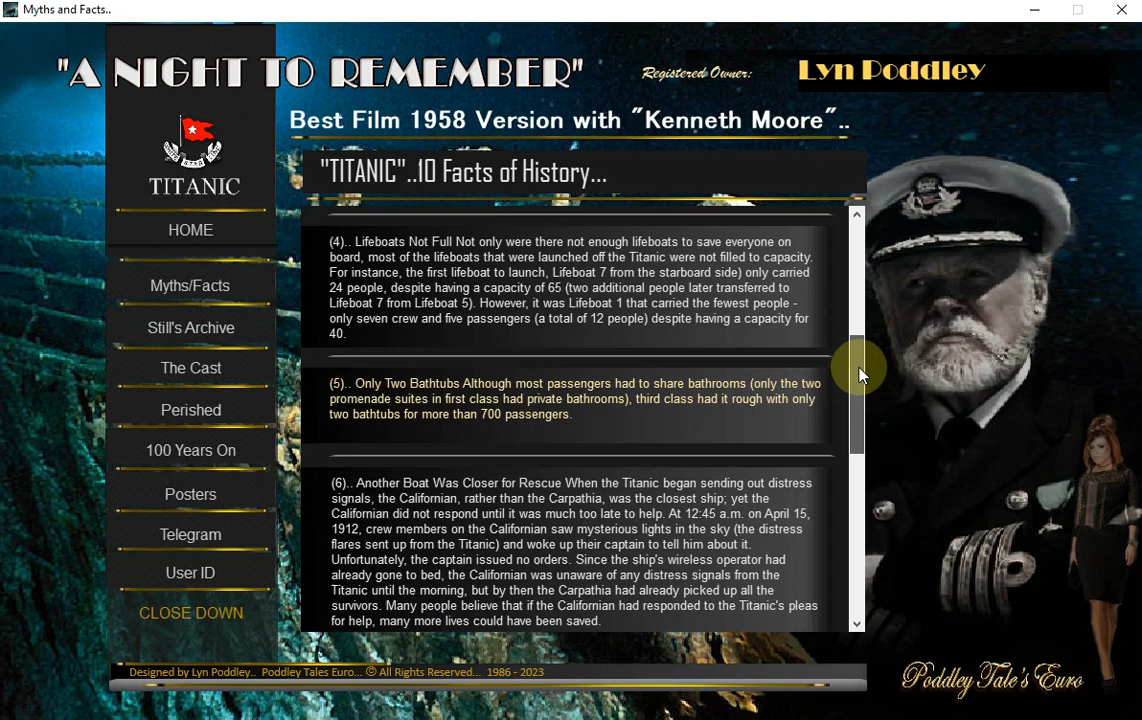 Myths and Facts..
"A NIGHT TO REMEMBER"
Registered Owner:
Lyn Poddley
Best Film 1958 Version with "Kenneth Moore"..
TITANIC
"TITANIC"..10 Facts of History...
HOME
Myths/Facts
Still's Archive
The Cast
Perished
100 Years On
Posters
Telegram
User ID
CLOSE DOWN
(4).. Lifeboats Not Full Not only were there not enough lifeboats to save everyone on
board, most of the lifeboats that were launched off the Titanic were not filled to capacity.
For instance, the first lifeboat to launch, Lifeboat 7 from the starboard side) only carried
24 people, despite having a capacity of 65 (two additional people later transferred to
Lifeboat 7 from Lifeboat 5). However, it was Lifeboat 1 that carried the fewest people -
only seven crew and five passengers (a total of 12 people) despite having a capacity for
40.
(5).. Only Two Bathtubs Although most passengers had to share bathrooms (only the two
promenade suites in first class had private bathrooms), third class had it rough with only
two bathtubs for more than 700 passengers.
(6).. Another Boat Was Closer for Rescue When the Titanic began sending out distress
signals, the Californian, rather than the Carpathia, was the closest ship; yet the
Californian did not respond until it was much too late to help. At 12:45 a.m. on April 15,
1912, crew members on the Californian saw mysterious lights in the sky (the distress
flares sent up from the Titanic) and woke up their captain to tell him about it.
Unfortunately, the captain issued no orders. Since the ship's wireless operator had
already gone to bed, the Californian was unaware of any distress signals from the
Titanic until the morning, but by then the Carpathia had already picked up all the
survivors. Many people believe that if the Californian had responded to the Titanic's pleas
for help, many more lives could have been saved.
Designed by Lyn Poddley.. Poddley Tales Euro... © All Rights Reserved... 1986 - 2023
Poddley Tale's Euro